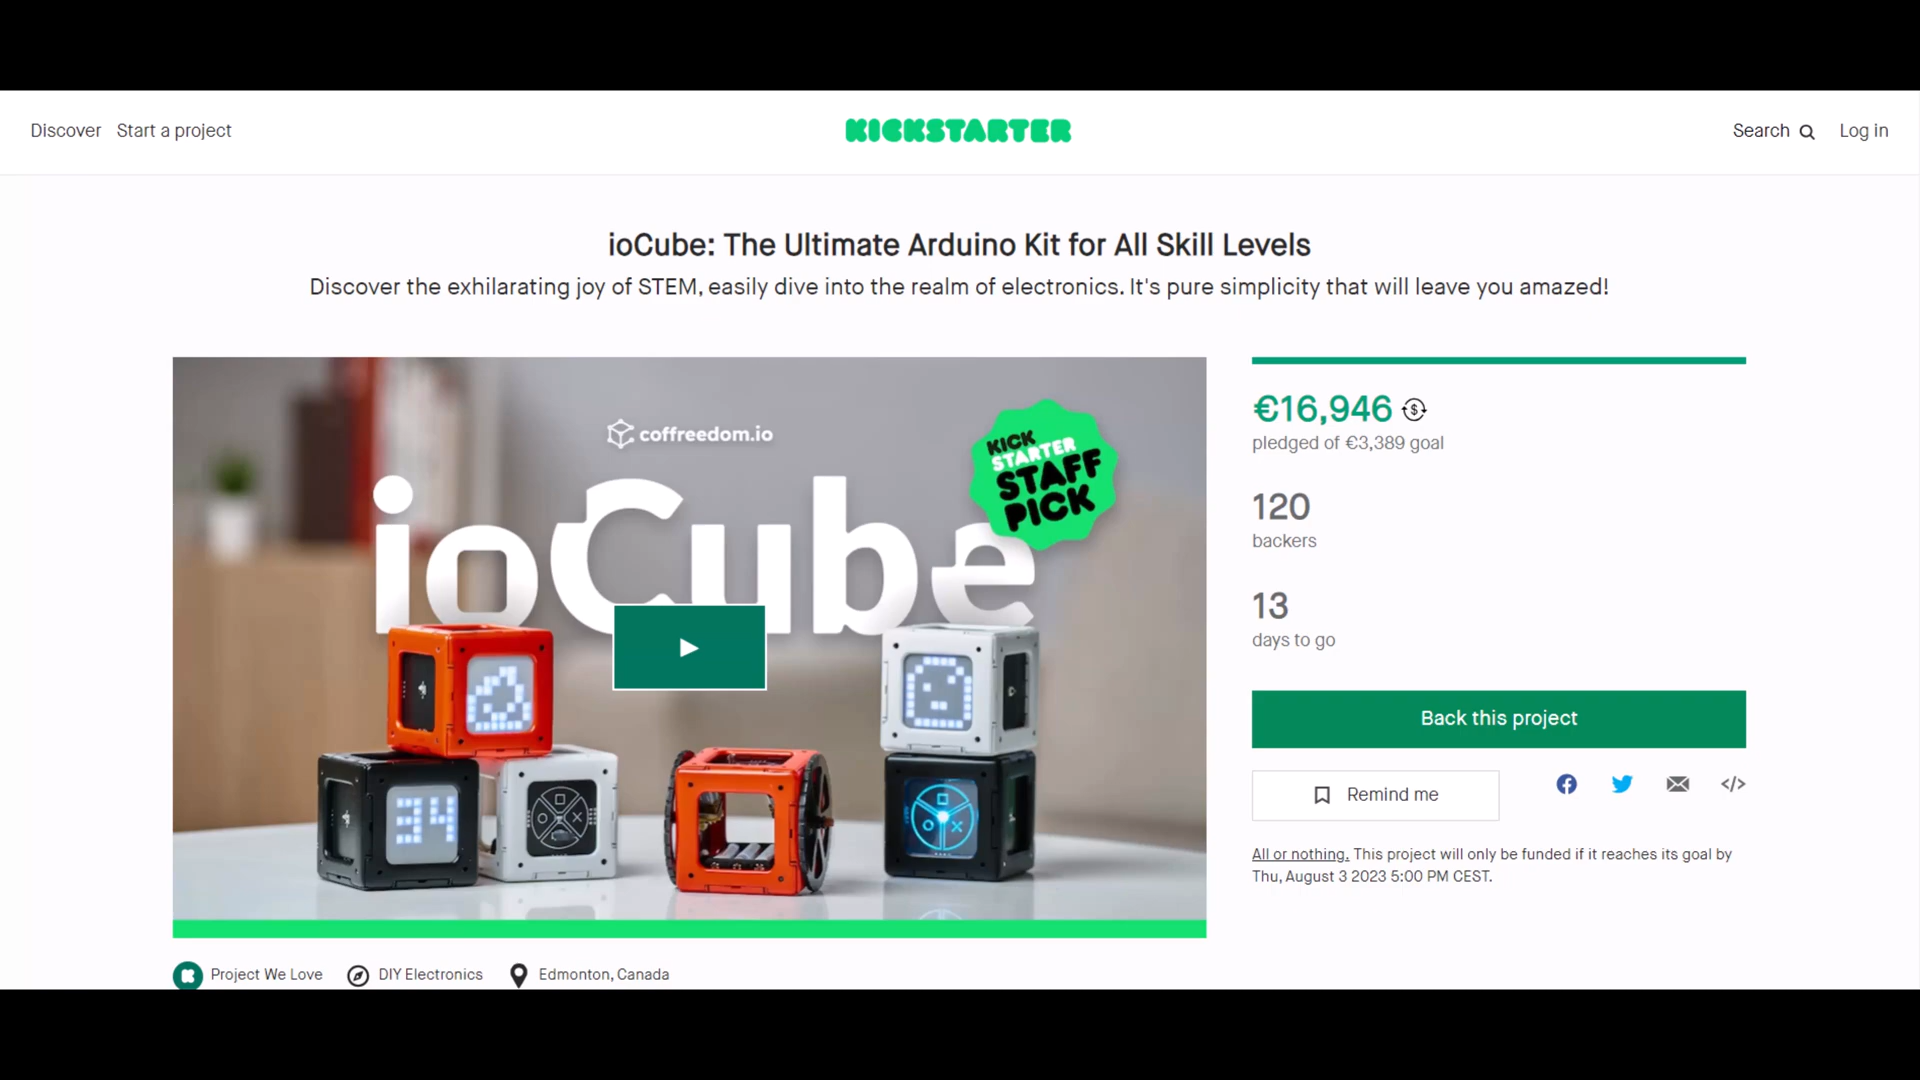 Discover Start a project
KICKSTARTER
Search
Log in
ioCube: The Ultimate Arduino Kit for All Skill Levels
Discover the exhilarating joy of STEM, easily dive into the realm of electronics. It's pure simplicity that will leave you amazed!
coffreedom.io
ioCube
KICK
STARTER
STAFF
PICK
34
€16,946
pledged of €3,389 goal
120
backers
13
days to go
Back this project
Remind me
All or nothing. This project will only be funded if it reaches its goal by
Thu, August 3 2023 5:00 PM CEST.
Project We Love
DIY Electronics
Edmonton, Canada